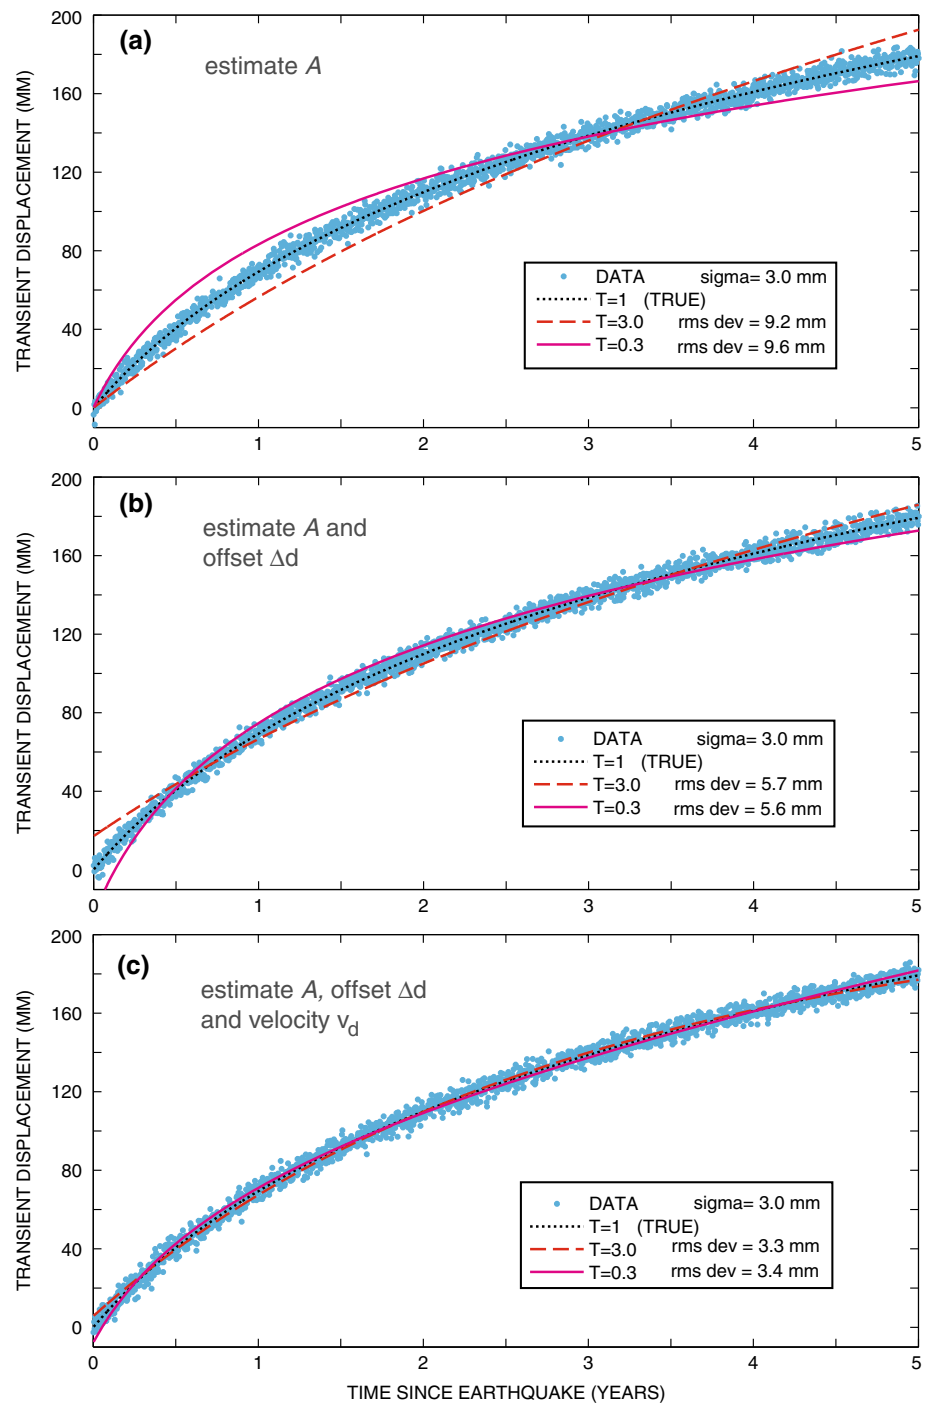 (a)
estimate A
TRANSIENT DISPLACEMENT (MM)
200
160
120
80
40
0
DATA sigma= 3.0 mm
T=1 (TRUE)
T=3.0 rms dev = 9.2 mm
T=0.3 rms dev = 9.6 mm
0 1 2 3 4 5
(b)
estimate A and
offset Δd
TRANSIENT DISPLACEMENT (MM)
200
160
120
80
40
0
DATA sigma= 3.0 mm
T=1 (TRUE)
T=3.0 rms dev = 5.7 mm
T=0.3 rms dev = 5.6 mm
0 1 2 3 4 5
(c)
estimate A, offset Δd
and velocity v_d
TRANSIENT DISPLACEMENT (MM)
200
160
120
80
40
0
DATA sigma= 3.0 mm
T=1 (TRUE)
T=3.0 rms dev = 3.3 mm
T=0.3 rms dev = 3.4 mm
0 1 2 3 4 5
TIME SINCE EARTHQUAKE (YEARS)